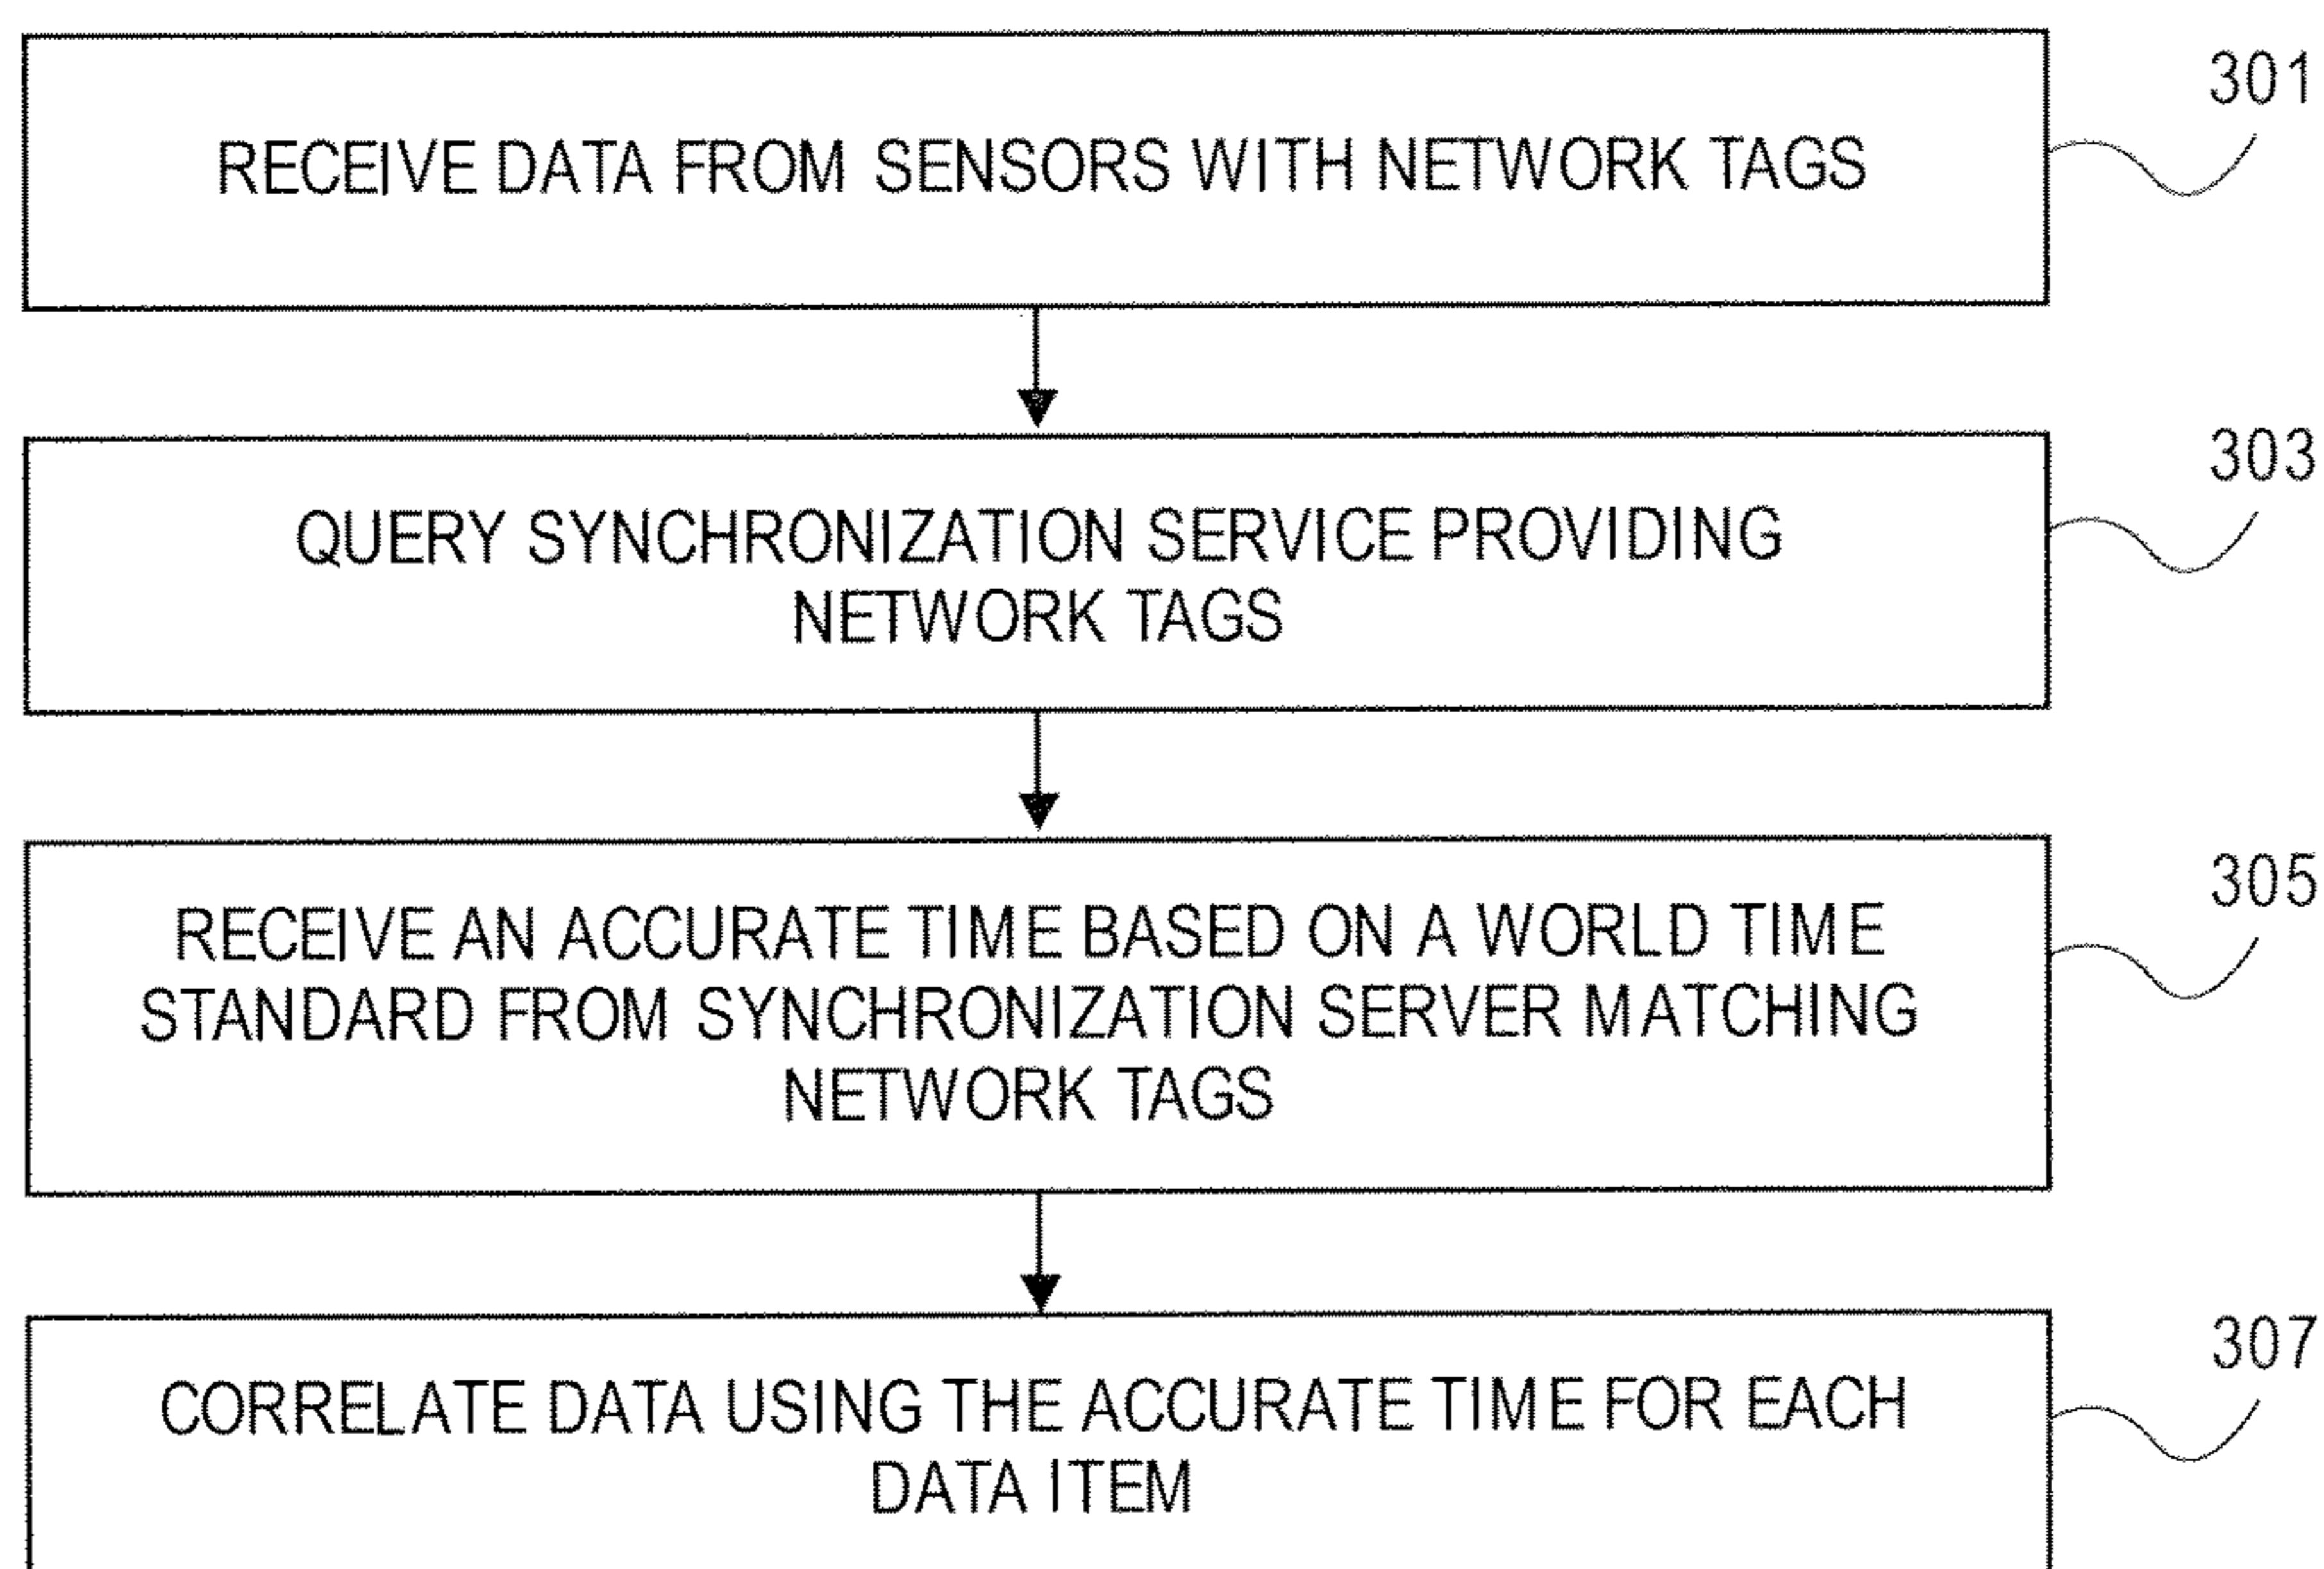 301
RECEIVE DATA FROM SENSORS WITH NETWORK TAGS
303
QUERY SYNCHRONIZATION SERVICE PROVIDING
NETWORK TAGS
305
RECEIVE AN ACCURATE TIME BASED ON A WORLD TIME
STANDARD FROM SYNCHRONIZATION SERVER MATCHING
NETWORK TAGS
307
CORRELATE DATA USING THE ACCURATE TIME FOR EACH
DATA ITEM